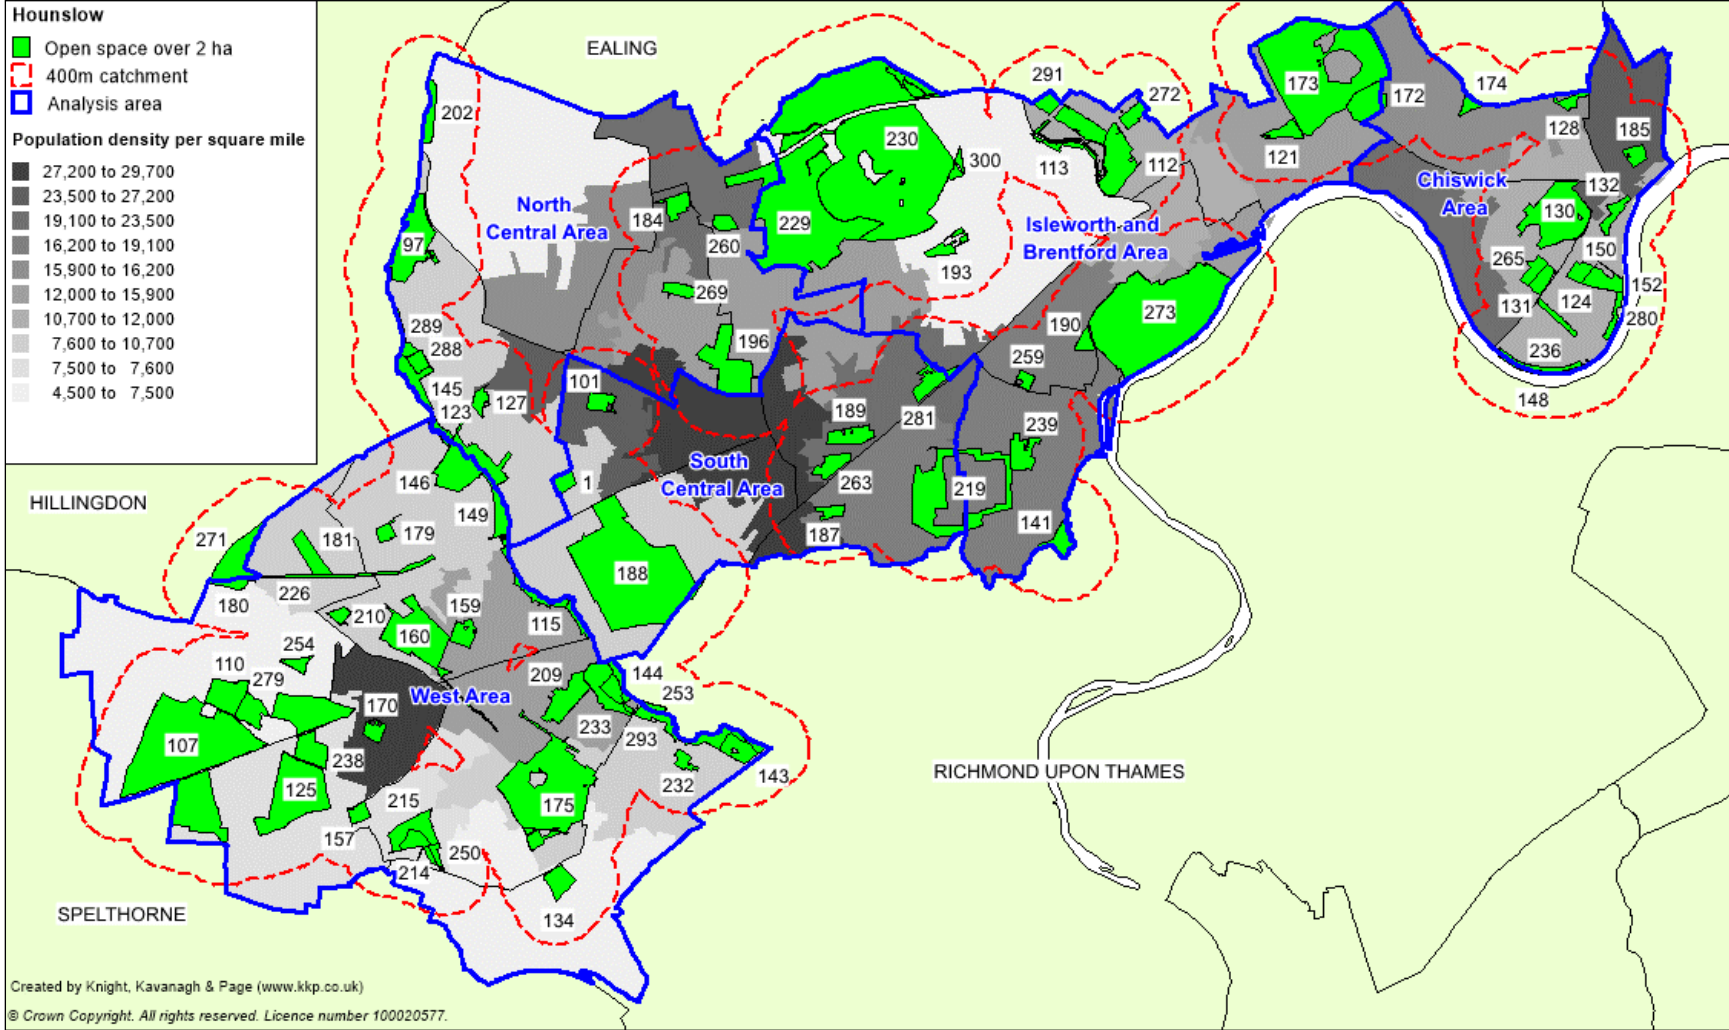 Hounslow
Open space over 2 ha
400m catchment
Analysis area
Population density per square mile
27,200 to 29,700
23,500 to 27,200
19,100 to 23,500
16,200 to 19,100
15,900 to 16,200
12,000 to 15,900
10,700 to 12,000
7,600 to 10,700
7,500 to 7,600
4,500 to 7,500
EALING
291
272
173
172
174
202
128
185
230
300
113
112
121
Chiswick
Area
132
130
North
Central Area
184
229
260
Isleworth and
Brentford Area
97
193
265
150
152
269
131
124
280
273
190
289
288
196
259
236
145
123
127
101
189
281
239
148
South
Central Area
146
1
263
219
HILLINGDON
149
141
271
181
179
187
188
226
180
210
159
160
115
254
110
279
West Area
209
144
253
170
107
238
233
293
RICHMOND UPON THAMES
143
232
125
215
175
157
250
214
134
SPELTHORNE
Created by Knight, Kavanagh & Page (www.kkp.co.uk)
© Crown Copyright. All rights reserved. Licence number 100020577.